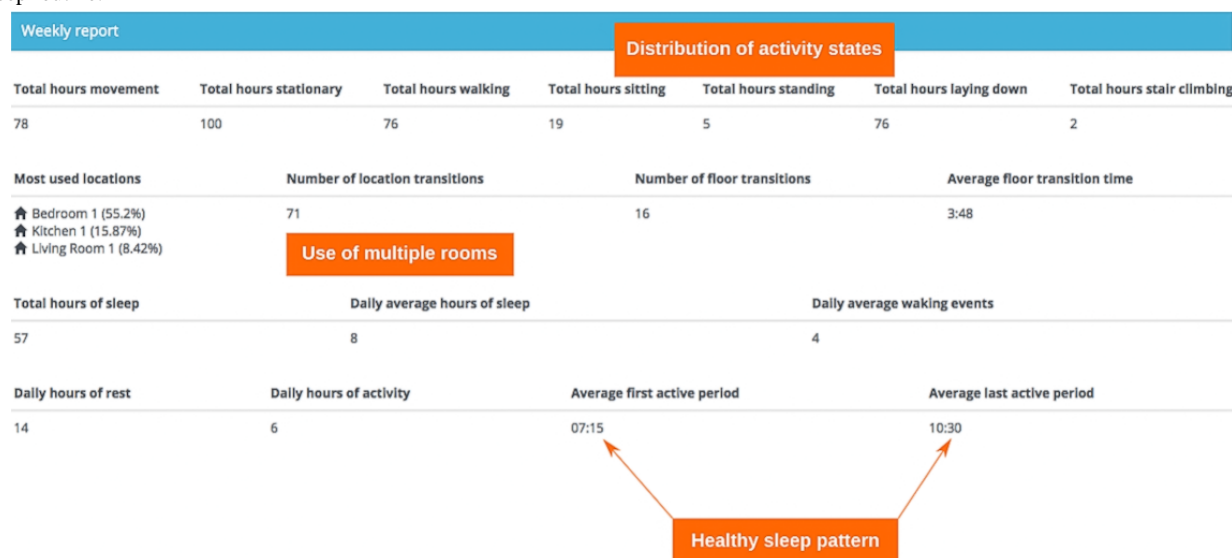 Weekly report
Distribution of activity states
Total hours movement Total hours stationary Total hours walking Total hours sitting Total hours standing Total hours laying down Total hours stair climbing
78 100 76 19 5 76 2
Most used locations Number of location transitions Number of floor transitions Average floor transition time
Bedroom 1 (55.2%) 71 16 3:48
Kitchen 1 (15.87%)
Living Room 1 (8.42%)
Use of multiple rooms
Total hours of sleep Daily average hours of sleep Daily average waking events
57 8 4
Daily hours of rest Daily hours of activity Average first active period Average last active period
14 6 07:15 10:30
Healthy sleep pattern